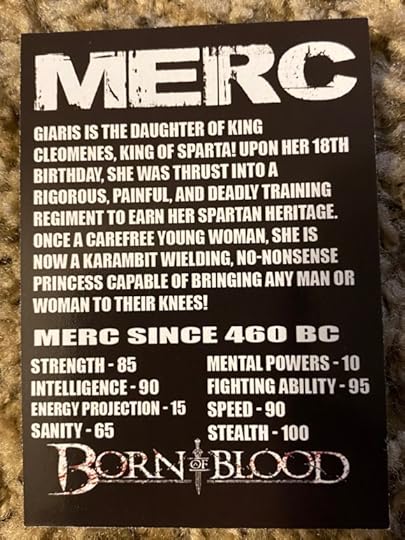 MERC
GIARIS IS THE DAUGHTER OF KING
CLEOMENES, KING OF SPARTA! UPON HER 18TH
BIRTHDAY, SHE WAS THRUST INTO A
RIGOROUS, PAINFUL, AND DEADLY TRAINING
REGIMENT TO EARN HER SPARTAN HERITAGE.
ONCE A CAREFREE YOUNG WOMAN, SHE IS
NOW A KARAMBIT WIELDING, NO-NONSENSE
PRINCESS CAPABLE OF BRINGING ANY MAN OR
WOMAN TO THEIR KNEES!
MERC SINCE 460 BC
STRENGTH - 85 MENTAL POWERS - 10
INTELLIGENCE - 90 FIGHTING ABILITY - 95
ENERGY PROJECTION - 15 SPEED - 90
SANITY - 65 STEALTH - 100
BORN OF BLOOD